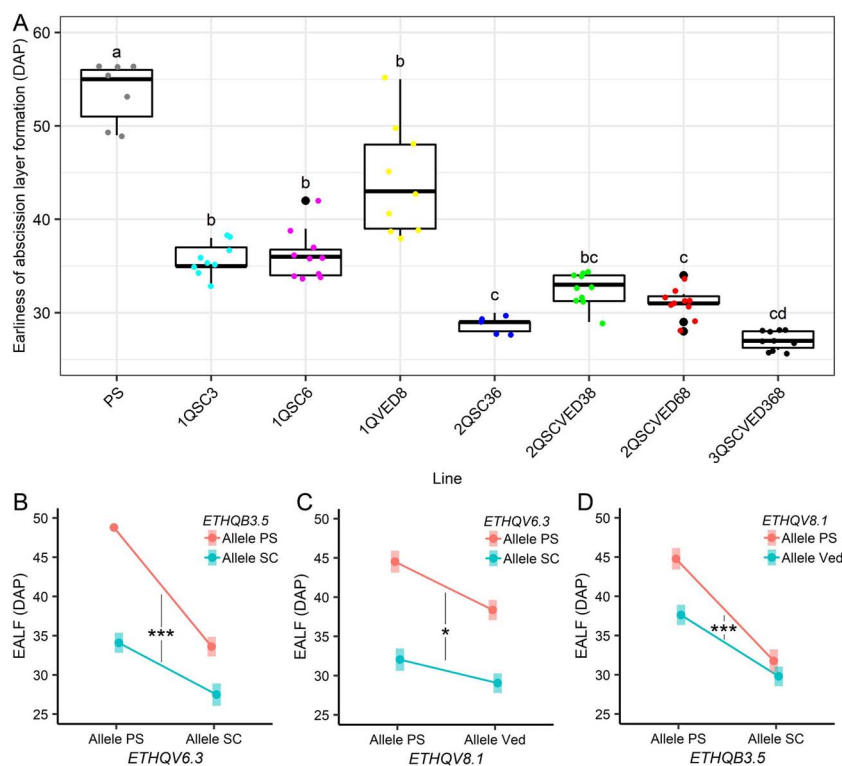 A
Earliness of abscission layer formation (DAP)
60
50
40
30
a
b
b
b
c
bc
c
cd
PS
1QSC3
1QSC6
1QVED8
2QSC36
2QSCVED38
2QSCVED68
3QSCVED368
Line
B
ETHQB3.5
Allele PS
Allele SC
EALF (DAP)
50
45
40
35
30
25
***
Allele PS
Allele SC
ETHQV6.3
C
ETHQV6.3
Allele PS
Allele SC
EALF (DAP)
50
45
40
35
30
25
*
Allele PS
Allele Ved
ETHQV8.1
D
ETHQV8.1
Allele PS
Allele Ved
EALF (DAP)
50
45
40
35
30
25
***
Allele PS
Allele SC
ETHQB3.5